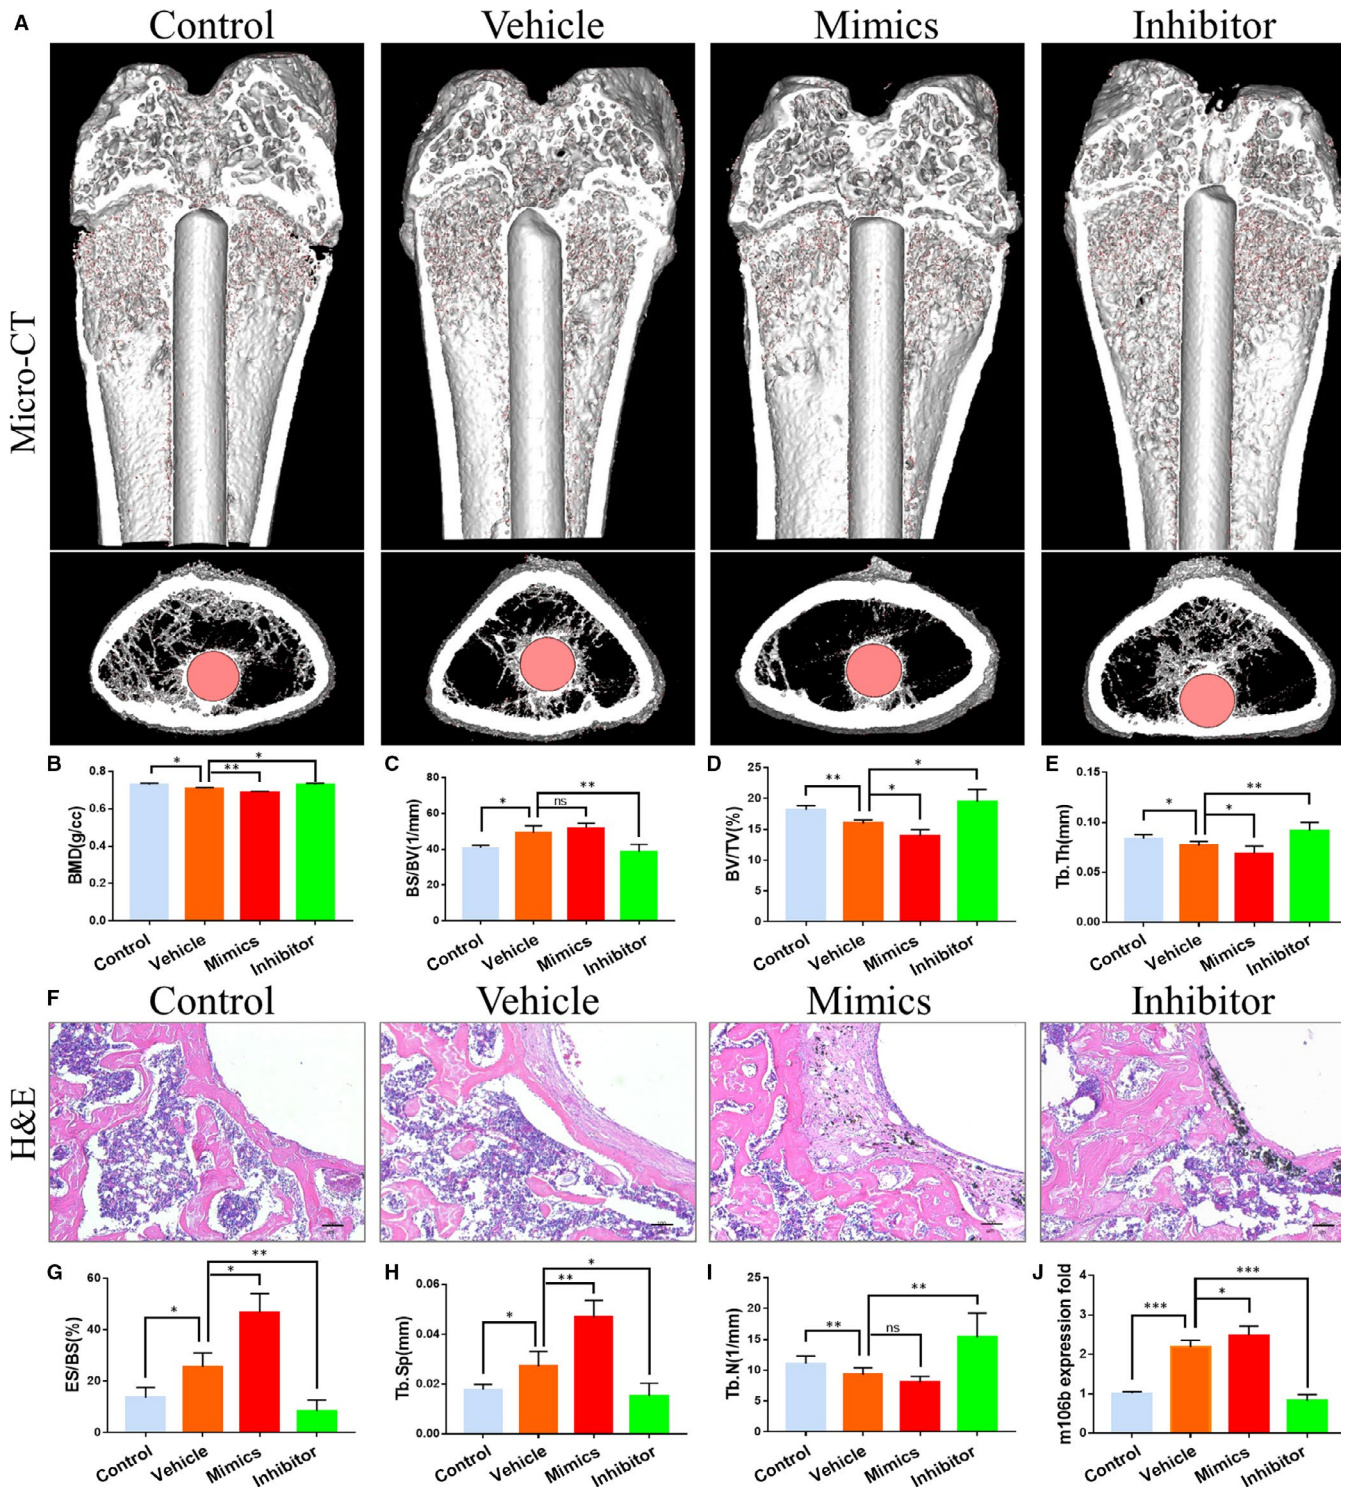 A
Control Vehicle Mimics Inhibitor
Micro-CT
B
BMD(g/cc)
0.8
0.6
0.4
0.2
0.0
* ** *
Control Vehicle Mimics Inhibitor
C
BS/BV(1/mm)
80
60
40
20
0
* ns **
Control Vehicle Mimics Inhibitor
D
BV/TV(%)
25
20
15
10
5
0
** * *
Control Vehicle Mimics Inhibitor
E
Tb.Th(mm)
0.15
0.10
0.05
0.00
* * **
Control Vehicle Mimics Inhibitor
F
Control Vehicle Mimics Inhibitor
H&E
G
ES/BS(%)
60
40
20
0
* * **
Control Vehicle Mimics Inhibitor
H
Tb.Sp(mm)
0.06
0.04
0.02
0.00
* ** *
Control Vehicle Mimics Inhibitor
I
Tb.N(1/mm)
25
20
15
10
5
0
** ns **
Control Vehicle Mimics Inhibitor
J
m106b expression fold
4
3
2
1
0
*** * ***
Control Vehicle Mimics Inhibitor